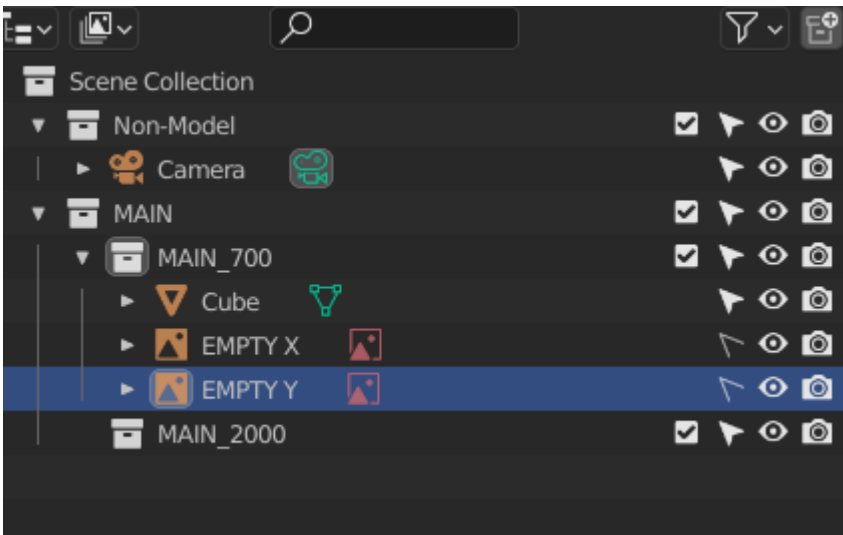 Scene Collection
Non-Model
Camera
MAIN
MAIN_700
Cube
EMPTY X
EMPTY Y
MAIN_2000